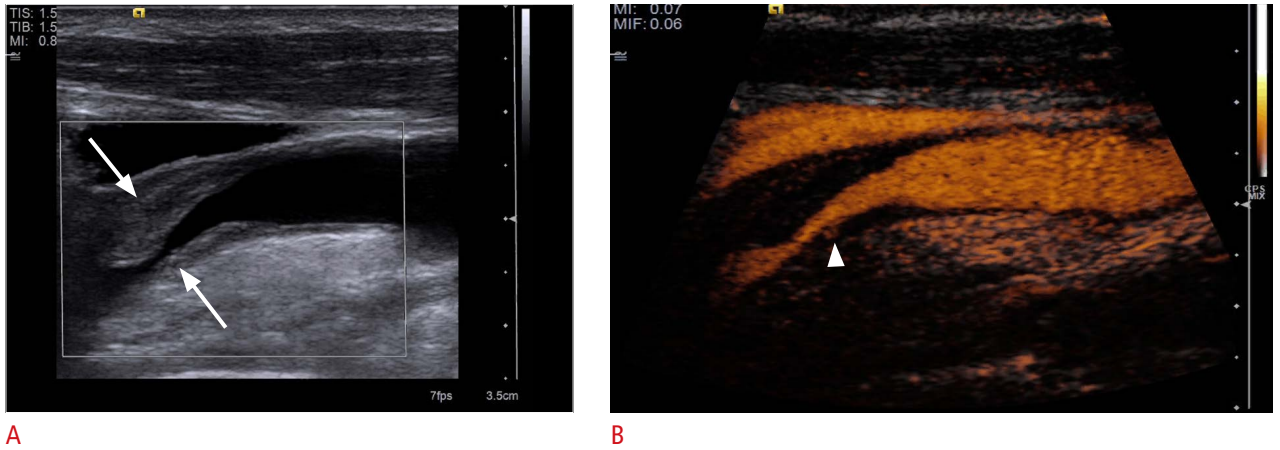 TIS: 1.5
TIB: 1.5
MI: 0.8
7fps 3.5cm
A
MI: 0.07
MIF: 0.06
CPS
MIX
B